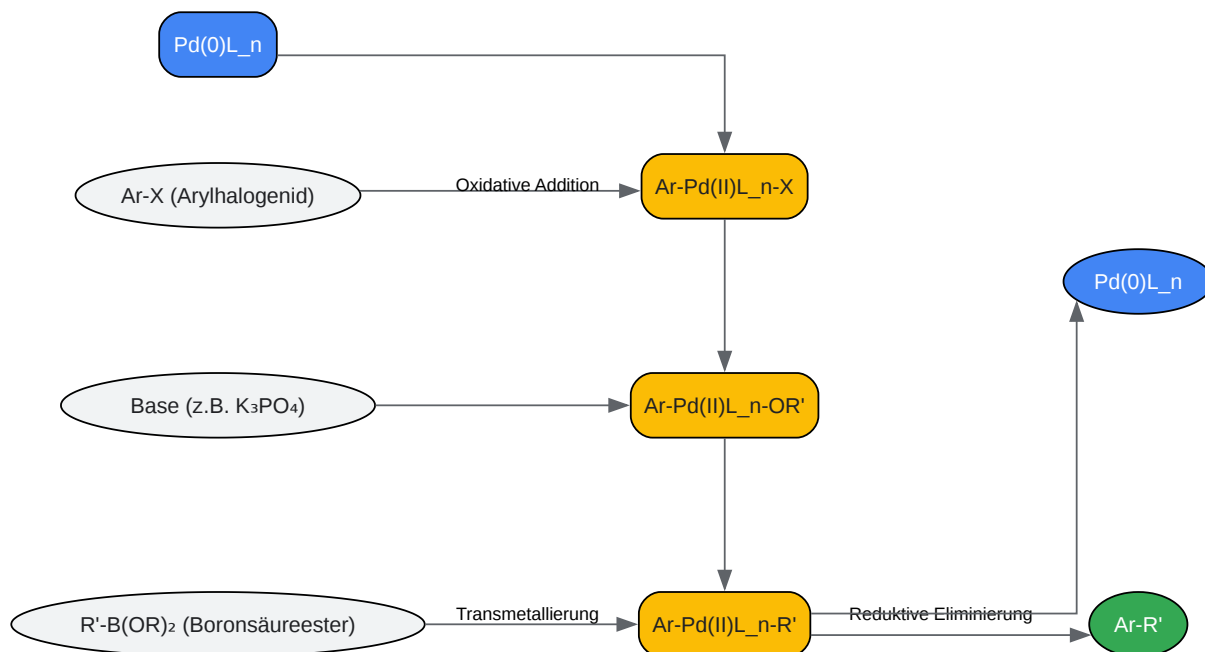 Pd(0)L_n
Ar-X (Arylhalogenid)
Oxidative Addition
Ar-Pd(II)L_n-X
Pd(0)L_n
Base (z.B. K₃PO₄)
Ar-Pd(II)L_n-OR'
R'-B(OR)₂ (Boronsäureester)
Transmetallierung
Ar-Pd(II)L_n-R'
Reduktive Eliminierung
Ar-R'